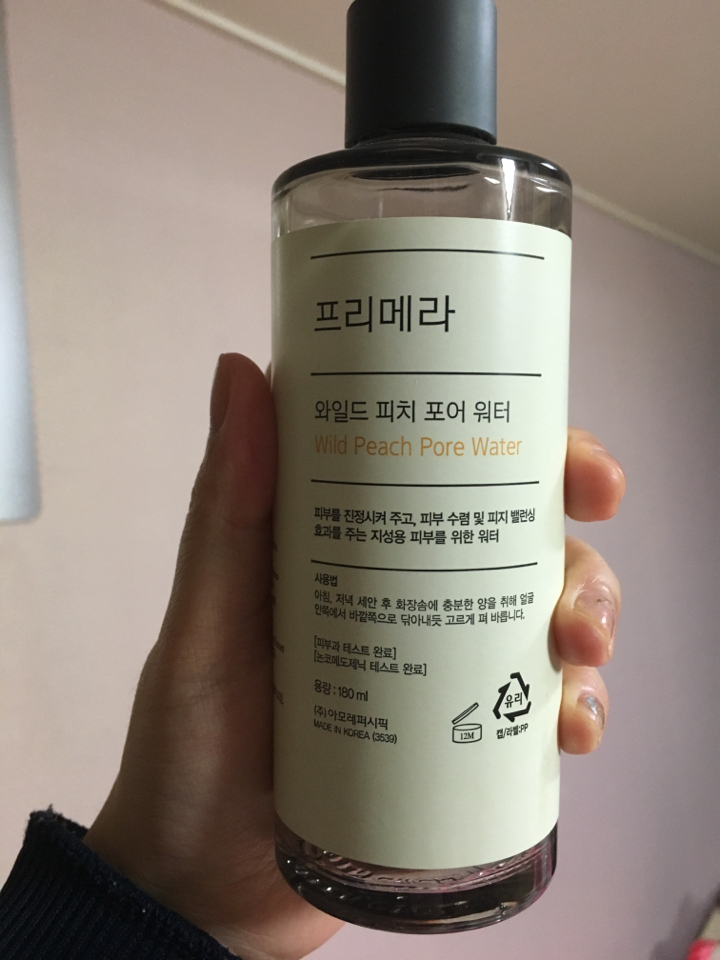 프리메라
와일드 피치 포어 워터
Wild Peach Pore Water
피부를 진정시켜 주고, 피부 수렴 및 피지 밸런싱
효과를 주는 지성용 피부를 위한 워터
사용법
아침, 저녁 세안 후 화장솜에 충분한 양을 취해 얼굴
안쪽에서 바깥쪽으로 닦아내듯 고르게 펴 바릅니다.
[피부과 테스트 완료]
[논코메도제닉 테스트 완료]
용량 : 180 ml
(주)아모레퍼시픽
MADE IN KOREA (3539)
12M
유리
캡/라벨:PP